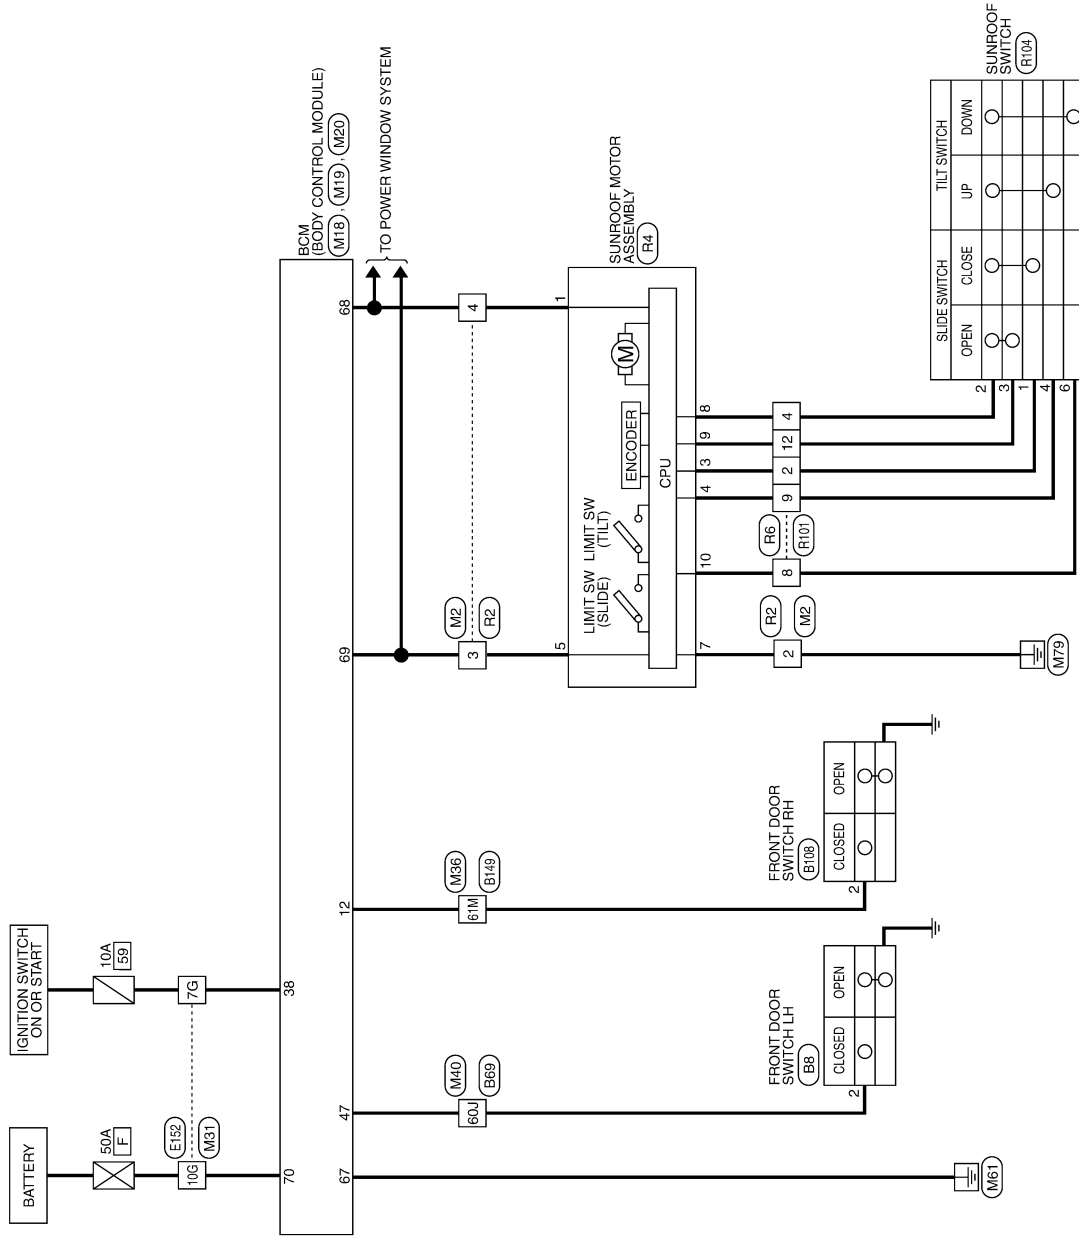 BATTERY
IGNITION SWITCH
ON OR START
50A
F
10A
59
10G
E152
M31
7G
70
38
BCM
(BODY CONTROL MODULE)
M18 , M19 , M20
67
47
12
69
68
TO POWER WINDOW SYSTEM
60J
M40
B69
61M
M36
B149
3
M2
R2
4
5
1
SUNROOF MOTOR
ASSEMBLY
R4
LIMIT SW
(SLIDE)
LIMIT SW
(TILT)
ENCODER
M
CPU
7
10
4
3
9
8
2
R2
M2
8
R6
R101
9
2
12
4
M79
FRONT DOOR
SWITCH LH
B8
CLOSED
OPEN
2
FRONT DOOR
SWITCH RH
B108
CLOSED
OPEN
2
M61
SUNROOF
SWITCH
R104
SLIDE SWITCH
TILT SWITCH
OPEN
CLOSE
UP
DOWN
2
3
1
4
6